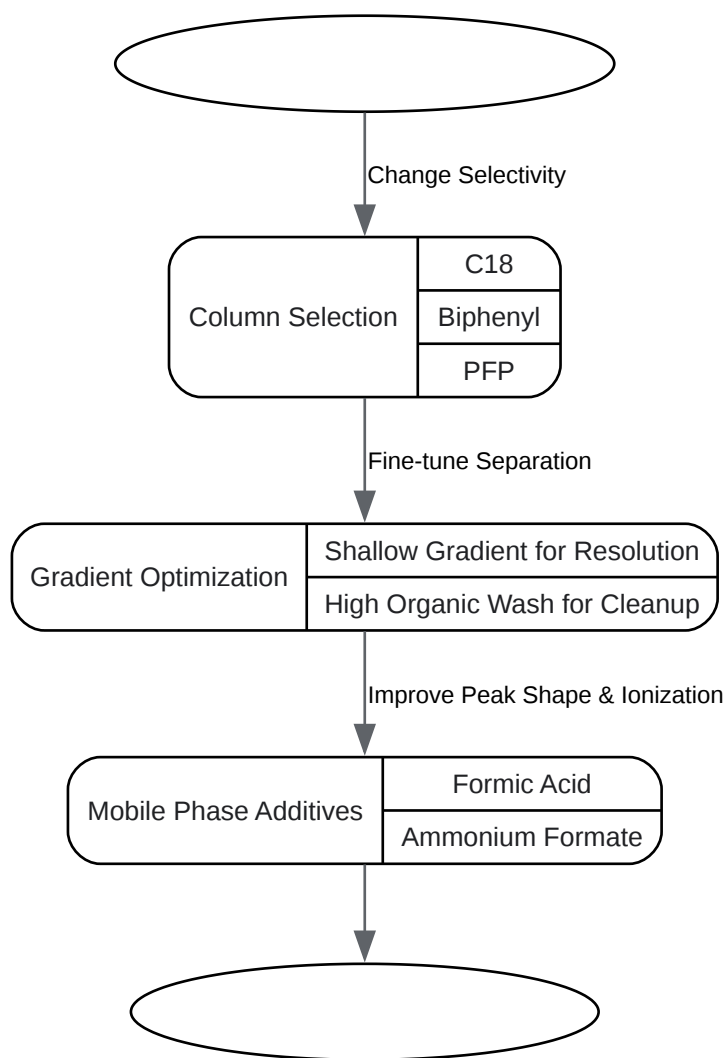 Change Selectivity
Column Selection
C18
Biphenyl
PFP
Fine-tune Separation
Gradient Optimization
Shallow Gradient for Resolution
High Organic Wash for Cleanup
Improve Peak Shape & Ionization
Mobile Phase Additives
Formic Acid
Ammonium Formate